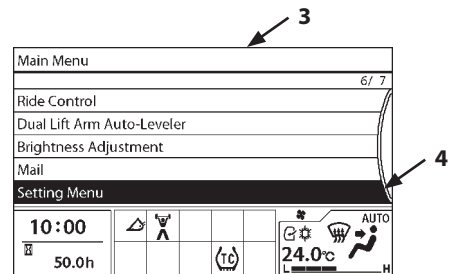 3
Main Menu
6/ 7
Ride Control
Dual Lift Arm Auto-Leveler
Brightness Adjustment
Mail
4
Setting Menu
10:00
AUTO
50.0h
TC
24.0℃
L H